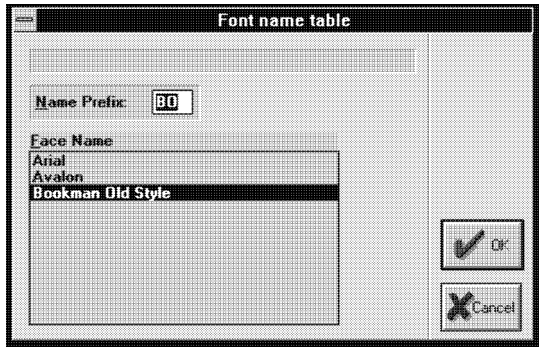 Font name table
Name Prefix: BO
Face Name
Arial
Avalon
Bookman Old Style
OK
Cancel